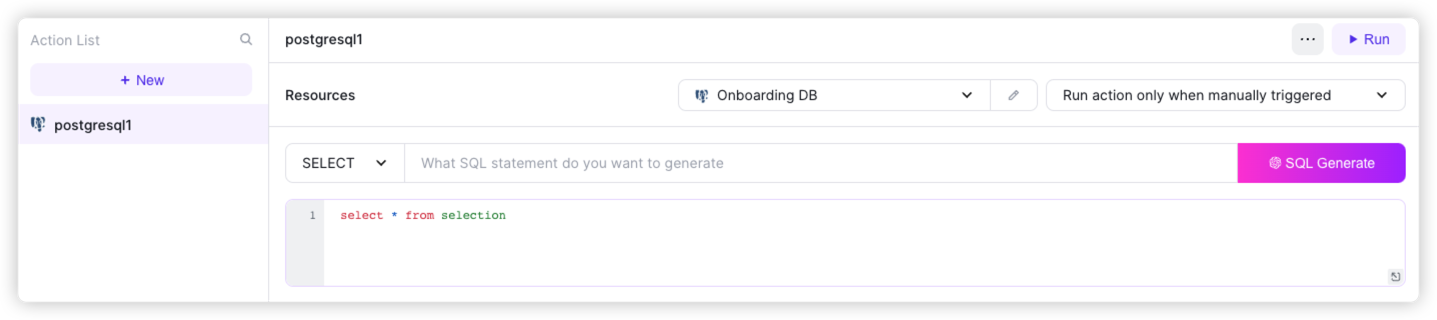 Action List
+ New
postgresql1
postgresql1
... Run
Resources
Onboarding DB
Run action only when manually triggered
SELECT
What SQL statement do you want to generate
SQL Generate
1 select * from selection